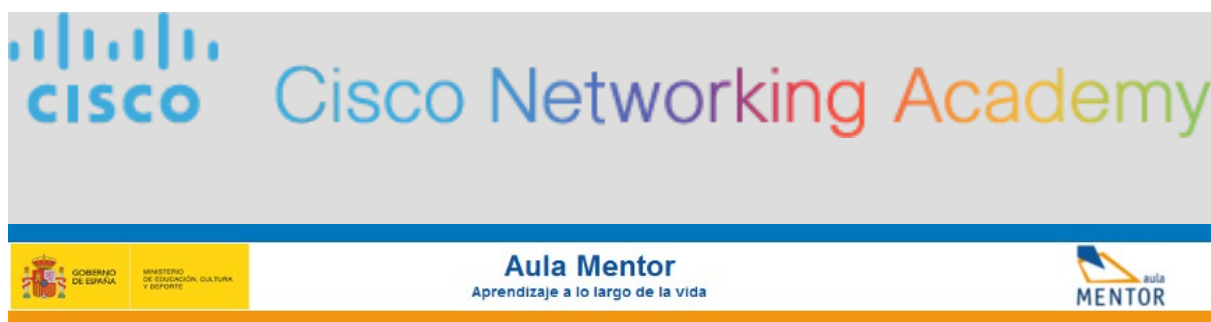 CISCO
Cisco Networking Academy
GOBIERNO
DE ESPAÑA
MINISTERIO
DE EDUCACIÓN, CULTURA
Y DEPORTE
Aula Mentor
Aprendizaje a lo largo de la vida
aula
MENTOR